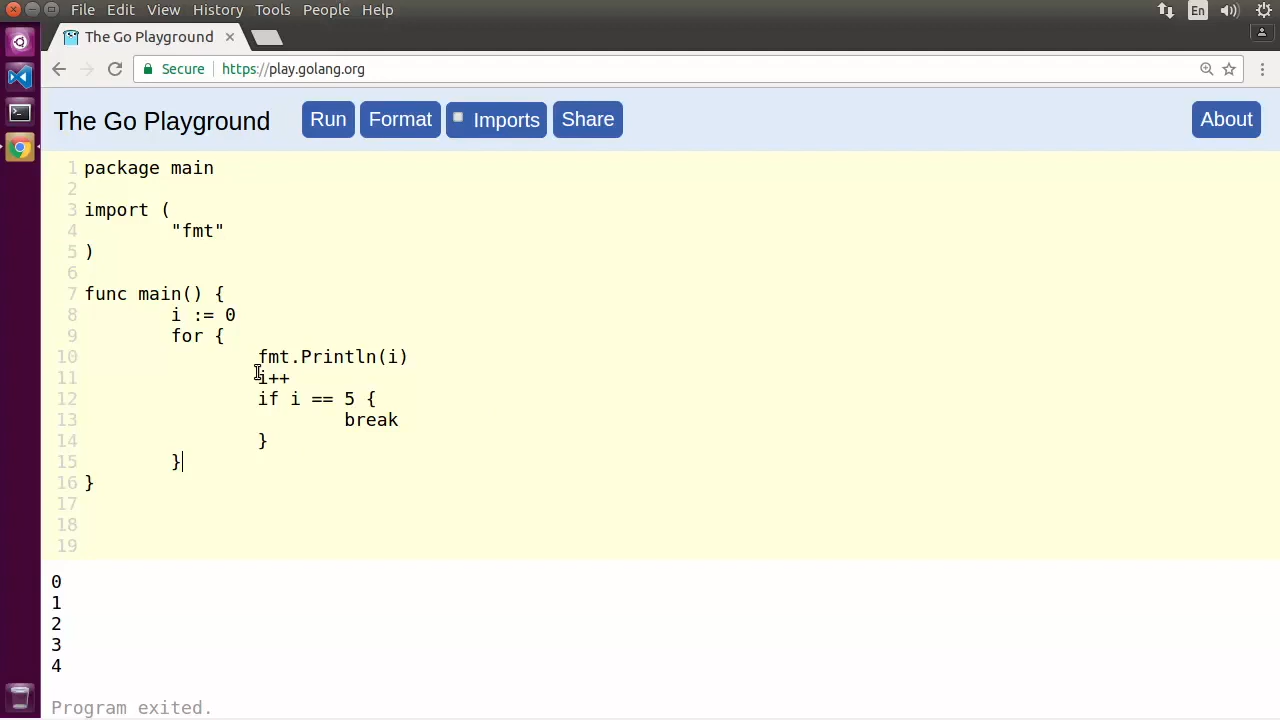 File Edit View History Tools People Help
En
The Go Playground
Secure https://play.golang.org
The Go Playground Run Format Imports Share About
1 package main
2
3 import (
4 "fmt"
5 )
6
7 func main() {
8 i := 0
9 for {
10 fmt.Println(i)
11 i++
12 if i == 5 {
13 break
14 }
15 }
16 }
17
18
19
0
1
2
3
4
Program exited.